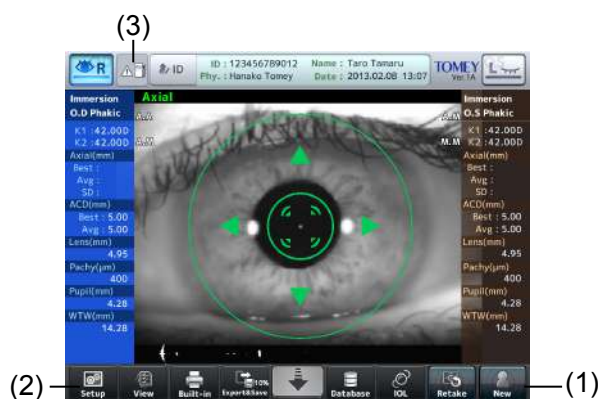 (3)
R
ID
ID : 123456789012 Name : Taro Tamaru
Phy. : Hanako Tomey Date : 2013.02.08 13:07
TOMEY
Ver.1A
L
Immersion
O.D Phakic
K1 :42.00D
K2 :42.00D
Axial(mm)
Best :
Avg :
SD :
ACD(mm)
Best : 5.00
Avg : 5.00
Lens(mm)
4.95
Pachy(μm)
400
Pupil(mm)
4.28
WTW(mm)
14.28
Axial
A.A
A.M
A.M
M.M
Immersion
O.S Phakic
K1 :42.00D
K2 :42.00D
Axial(mm)
Best :
Avg :
SD :
ACD(mm)
Best : 5.00
Avg : 5.00
Lens(mm)
4.95
Pachy(μm)
400
Pupil(mm)
4.28
WTW(mm)
14.28
(2)
Setup
View
Built-in
10%
Export&Save
Database
IOL
Retake
New
(1)